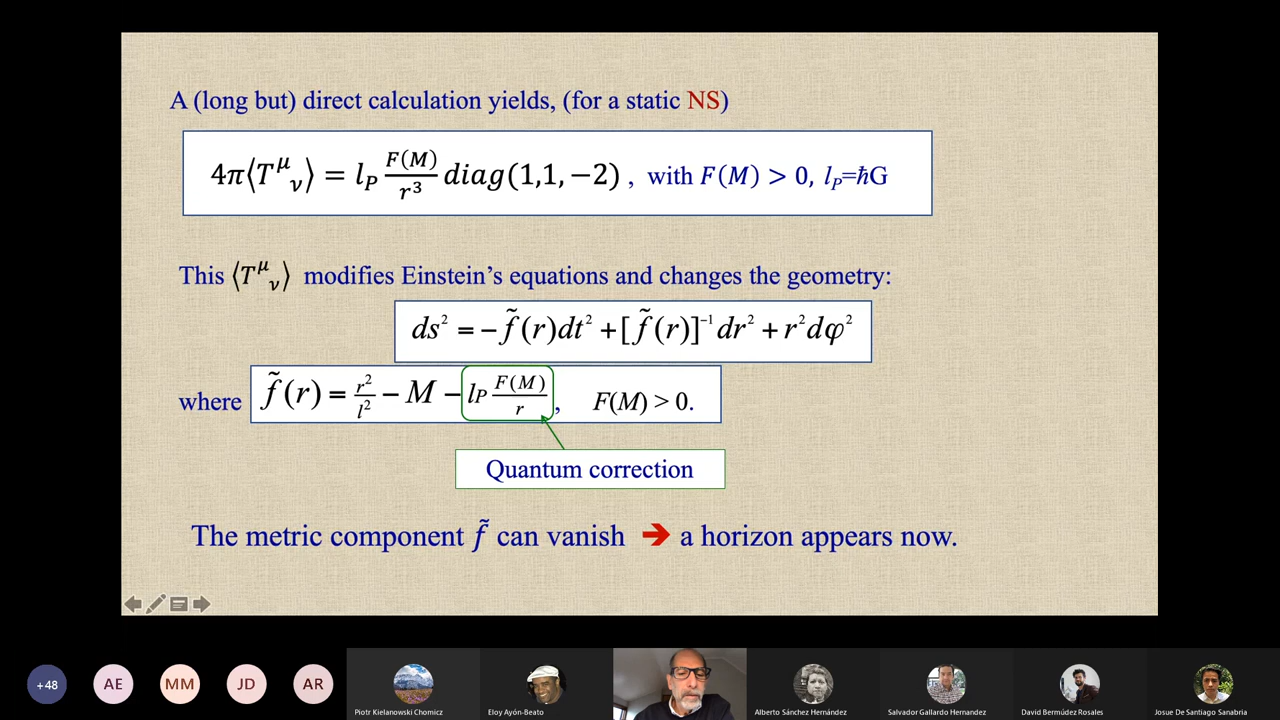 A (long but) direct calculation yields, (for a static NS)
4π⟨T^μ_ν⟩ = l_P F(M)/r³ diag(1,1,−2) , with F(M) > 0, l_P=ħG
This ⟨T^μ_ν⟩ modifies Einstein’s equations and changes the geometry:
ds² = −f̃(r)dt² + [f̃(r)]⁻¹ dr² + r²dφ²
where f̃(r) = r²/l² − M − l_P F(M)/r , F(M) > 0.
Quantum correction
The metric component f̃ can vanish ➔ a horizon appears now.
+48
AE
MM
JD
AR
Piotr Kielanowski Chomicz
Eloy Ayón-Beato
Alberto Sánchez Hernández
Salvador Gallardo Hernandez
David Bermúdez Rosales
Josue De Santiago Sanabria